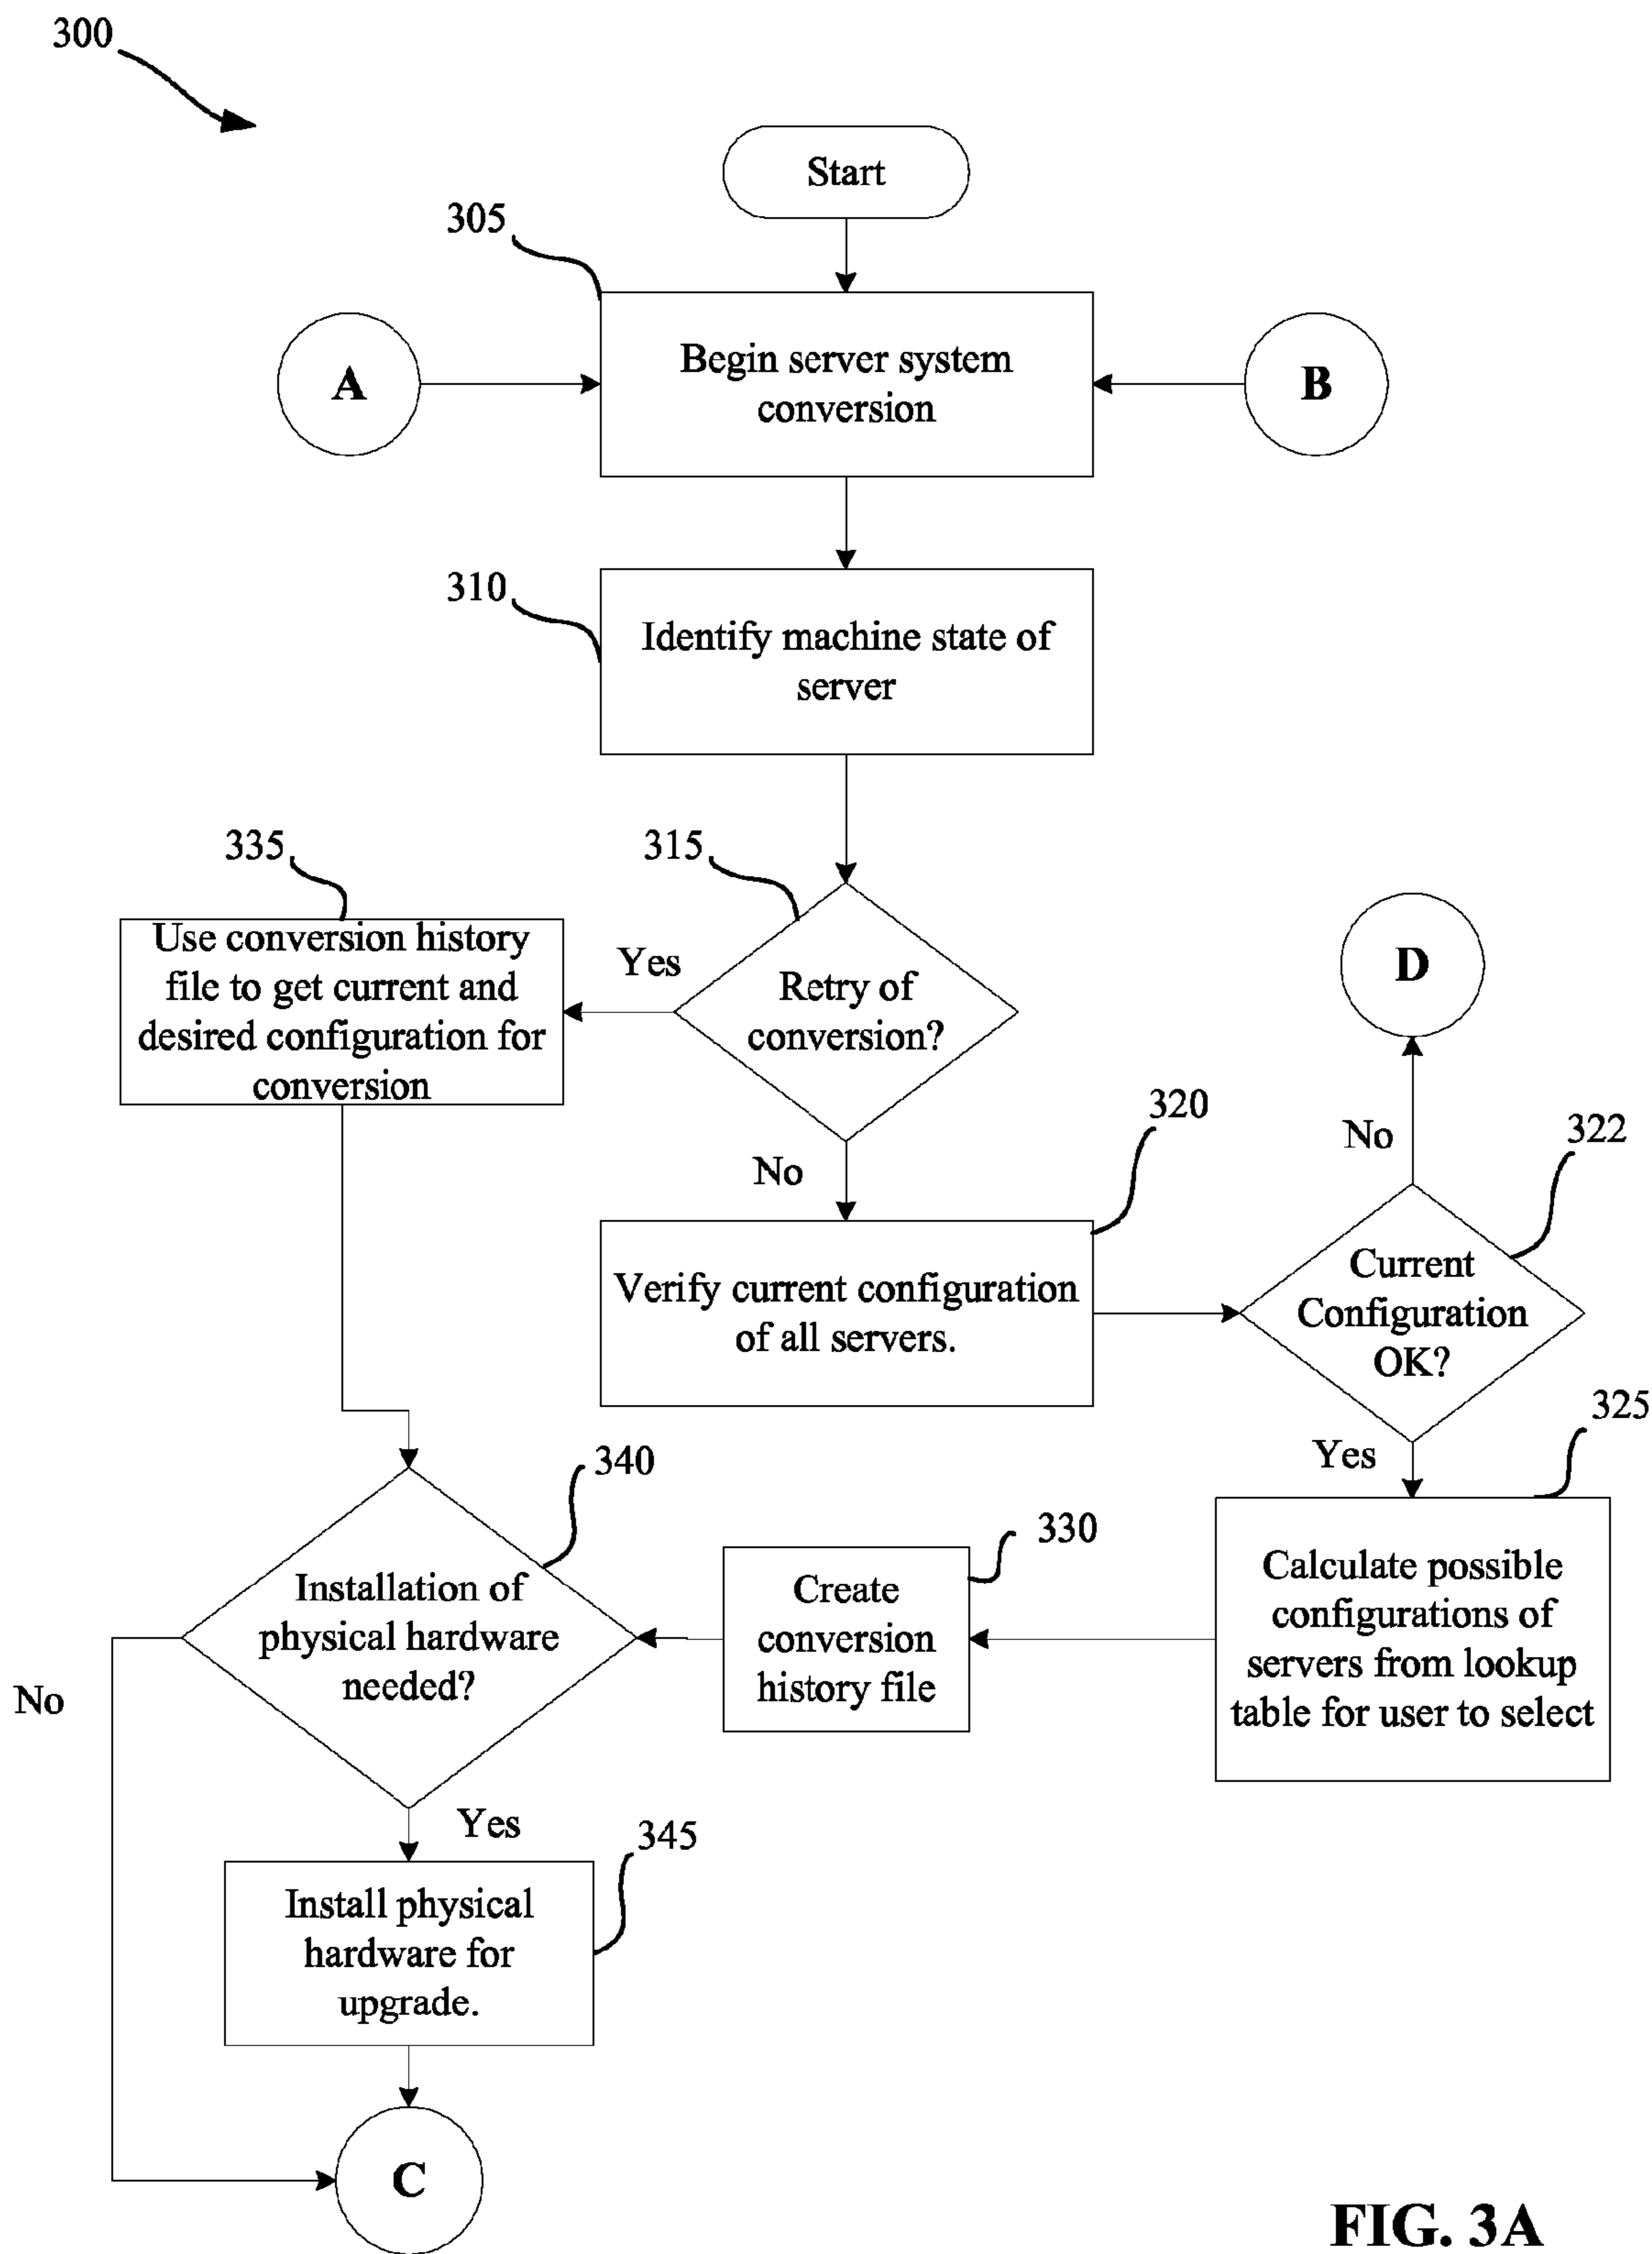 300
Start
305
Begin server system
conversion
A
B
310
Identify machine state of
server
335
315
Use conversion history
file to get current and
desired configuration for
conversion
Yes
Retry of
conversion?
D
No
320
No
322
Verify current configuration
of all servers.
Current
Configuration
OK?
325
Yes
340
330
Installation of
physical hardware
needed?
Create
conversion
history file
Calculate possible
configurations of
servers from lookup
table for user to select
No
Yes
345
Install physical
hardware for
upgrade.
C
FIG. 3A